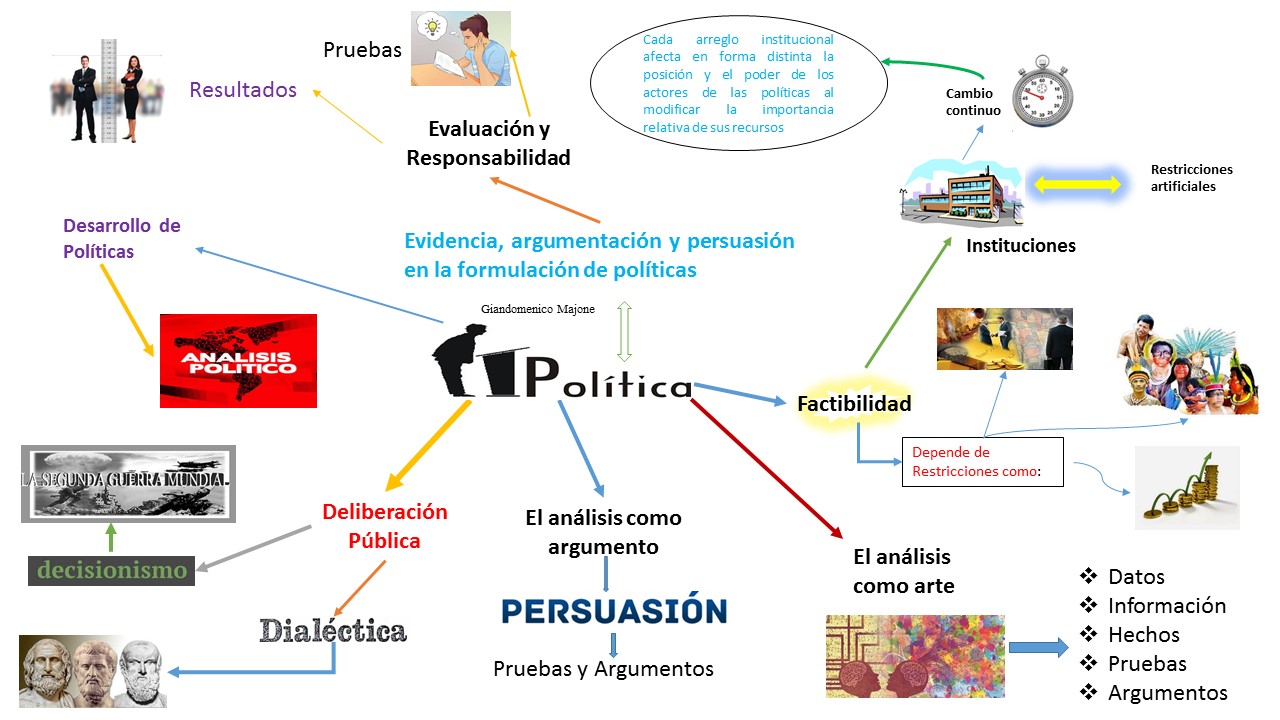 Pruebas
Resultados
Evaluación y
Responsabilidad
Cada arreglo institucional
afecta en forma distinta la
posición y el poder de los
actores de las políticas al
modificar la importancia
relativa de sus recursos
Cambio
continuo
Restricciones
artificiales
Instituciones
Desarrollo de
Políticas
Evidencia, argumentación y persuasión
en la formulación de políticas
Giandomenico Majone
ANALISIS
POLITICO
Política
Factibilidad
Depende de
Restricciones como:
LA SEGUNDA GUERRA MUNDIAL
decisionismo
Deliberación
Pública
Dialéctica
El análisis como
argumento
PERSUASIÓN
Pruebas y Argumentos
El análisis
como arte
❖ Datos
❖ Información
❖ Hechos
❖ Pruebas
❖ Argumentos